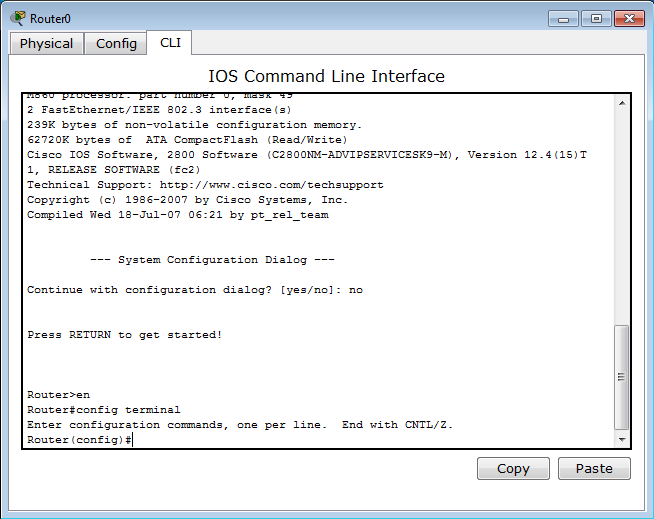 Router0
Physical Config CLI
IOS Command Line Interface
M860 processor: part number 0, mask 49
2 FastEthernet/IEEE 802.3 interface(s)
239K bytes of non-volatile configuration memory.
62720K bytes of  ATA CompactFlash (Read/Write)
Cisco IOS Software, 2800 Software (C2800NM-ADVIPSERVICESK9-M), Version 12.4(15)T
1, RELEASE SOFTWARE (fc2)
Technical Support: http://www.cisco.com/techsupport
Copyright (c) 1986-2007 by Cisco Systems, Inc.
Compiled Wed 18-Jul-07 06:21 by pt_rel_team
--- System Configuration Dialog ---
Continue with configuration dialog? [yes/no]: no
Press RETURN to get started!
Router>en
Router#config terminal
Enter configuration commands, one per line.  End with CNTL/Z.
Router(config)#
Copy Paste